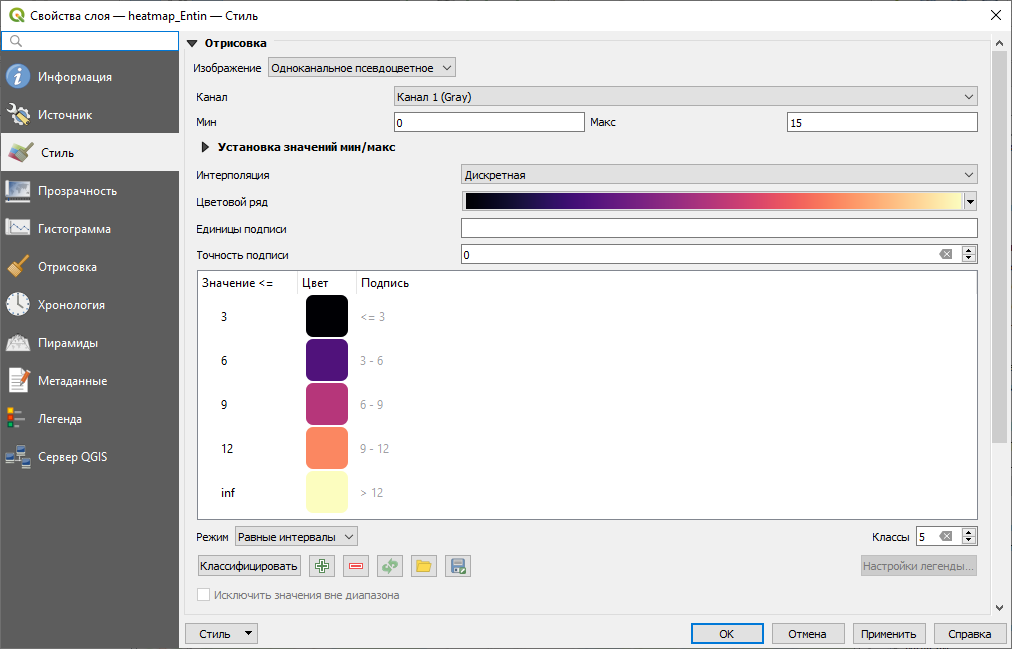 Свойства слоя — heatmap_Entin — Стиль
Информация
Источник
Стиль
Прозрачность
Гистограмма
Отрисовка
Хронология
Пирамиды
Метаданные
Легенда
Сервер QGIS
Отрисовка
Изображение Одноканальное псевдоцветное
Канал Канал 1 (Gray)
Мин 0 Макс 15
Установка значений мин/макс
Интерполяция Дискретная
Цветовой ряд
Единицы подписи
Точность подписи 0
Значение <= Цвет Подпись
3 <= 3
6 3 - 6
9 6 - 9
12 9 - 12
inf > 12
Режим Равные интервалы Классы 5
Классифицировать Настройки легенды...
Исключить значения вне диапазона
Стиль OK Отмена Применить Справка